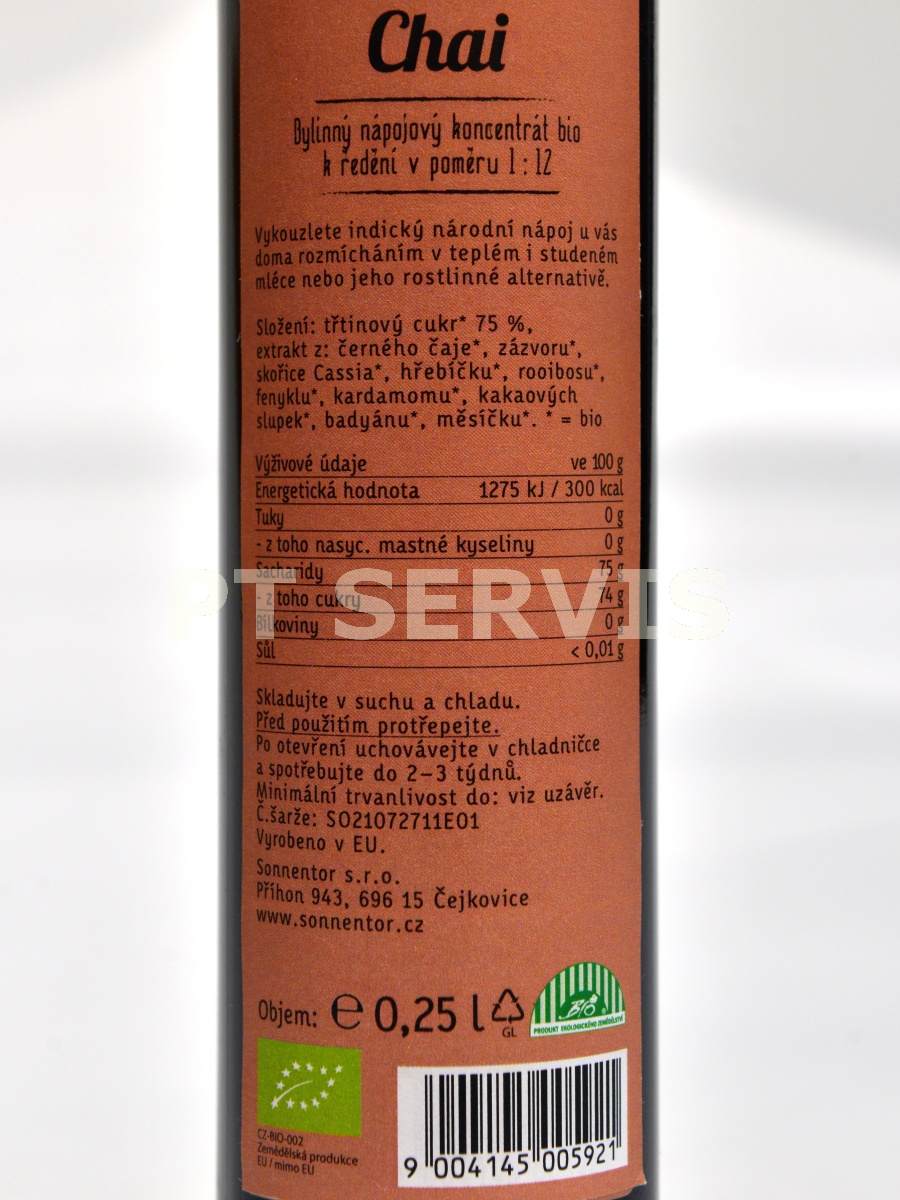 Chai
Bylinný nápojový koncentrát bio
k ředění v poměru 1 : 12
Vykouzlete indický národní nápoj u vás
doma rozmícháním v teplém i studeném
mléce nebo jeho rostlinné alternativě.
Složení: třtinový cukr* 75 %,
extrakt z: černého čaje*, zázvoru*,
skořice Cassia*, hřebíčku*, rooibosu*,
fenyklu*, kardamomu*, kakaových
slupek*, badyánu*, měsíčku*. * = bio
Výživové údaje ve 100 g
Energetická hodnota 1275 kJ / 300 kcal
Tuky 0 g
- z toho nasyc. mastné kyseliny 0 g
Sacharidy 75 g
- z toho cukry 74 g
Bílkoviny 0 g
Sůl < 0,01 g
PT SERVIS
Skladujte v suchu a chladu.
Před použitím protřepejte.
Po otevření uchovávejte v chladničce
a spotřebujte do 2–3 týdnů.
Minimální trvanlivost do: viz uzávěr.
Č.šarže: SO21072711E01
Vyrobeno v EU.
Sonnentor s.r.o.
Příhon 943, 696 15 Čejkovice
www.sonnentor.cz
Objem: ℮ 0,25 l
GL
BIO
PRODUKT EKOLOGICKÉHO ZEMĚDĚLSTVÍ
CZ-BIO-002
Zemědělská produkce
EU / mimo EU
9 004145 005921